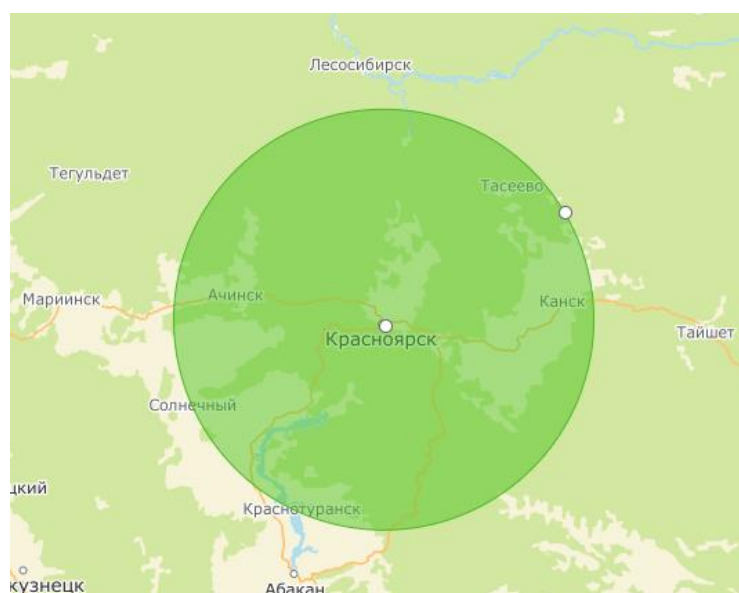 Лесосибирск
Тегульдет
Тасеево
Мариинск
Ачинск
Канск
Красноярск
Тайшет
Солнечный
цкий
Краснотуранск
кузнецк
Абакан